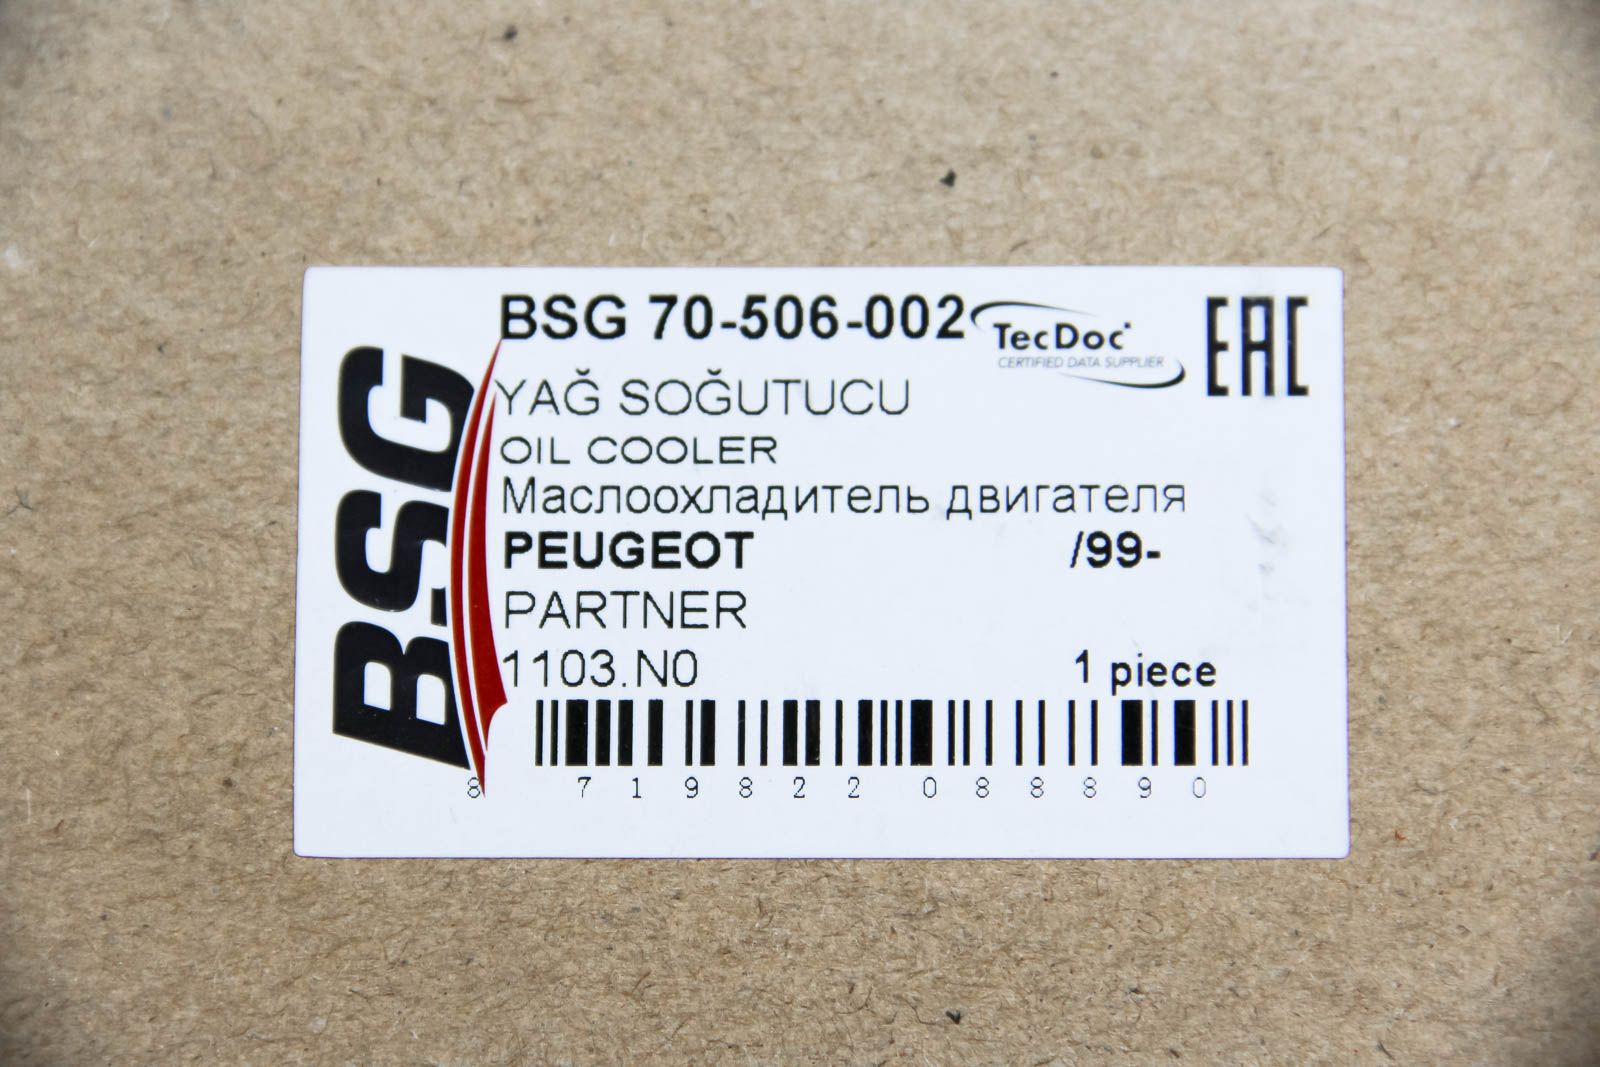 BSG
BSG 70-506-002
TecDoc
CERTIFIED DATA SUPPLIER
EAC
YAĞ SOĞUTUCU
OIL COOLER
Маслоохладитель двигателя
PEUGEOT /99-
PARTNER
1103.N0 1 piece
8 719822 088890